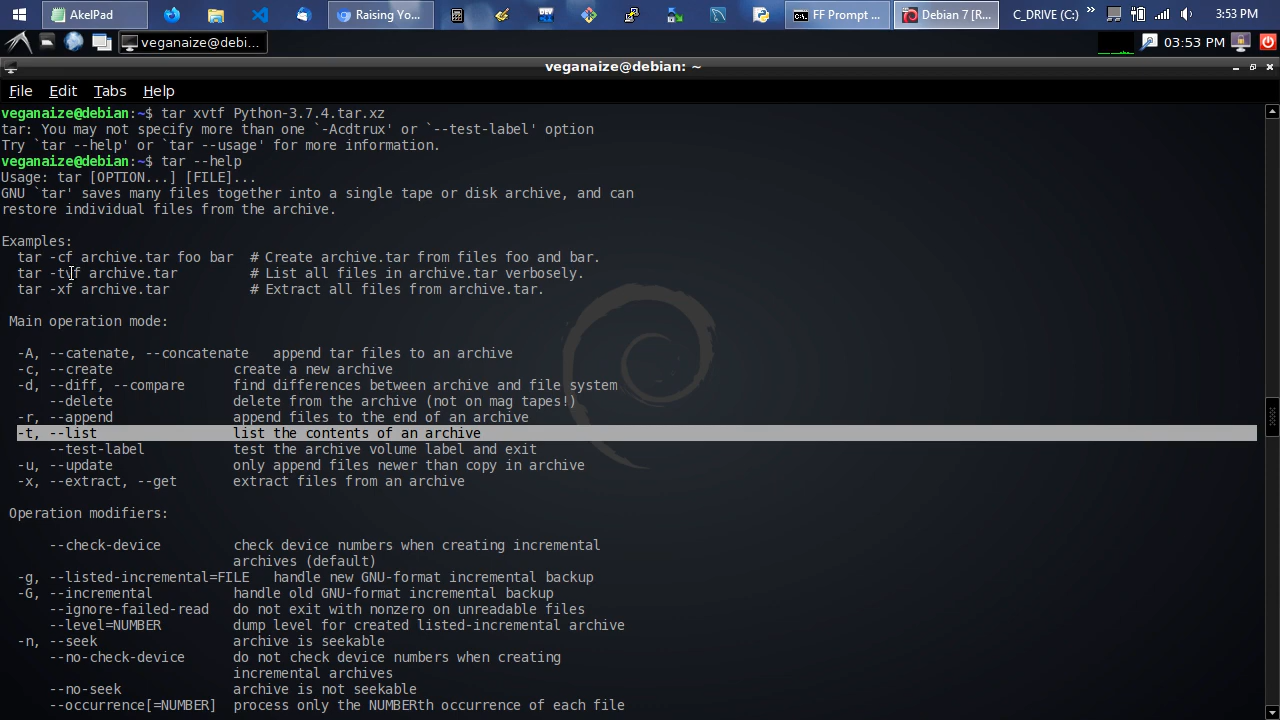 AkelPad
Raising Yo...
FF Prompt ...
Debian 7 [R...
C_DRIVE (C:)
3:53 PM
veganaize@debi...
03:53 PM
veganaize@debian: ~
File Edit Tabs Help
veganaize@debian:~$ tar xvtf Python-3.7.4.tar.xz
tar: You may not specify more than one `-Acdtrux' or `--test-label' option
Try `tar --help' or `tar --usage' for more information.
veganaize@debian:~$ tar --help
Usage: tar [OPTION...] [FILE]...
GNU `tar' saves many files together into a single tape or disk archive, and can
restore individual files from the archive.
Examples:
tar -cf archive.tar foo bar # Create archive.tar from files foo and bar.
tar -tvf archive.tar # List all files in archive.tar verbosely.
tar -xf archive.tar # Extract all files from archive.tar.
Main operation mode:
-A, --catenate, --concatenate append tar files to an archive
-c, --create create a new archive
-d, --diff, --compare find differences between archive and file system
--delete delete from the archive (not on mag tapes!)
-r, --append append files to the end of an archive
-t, --list list the contents of an archive
--test-label test the archive volume label and exit
-u, --update only append files newer than copy in archive
-x, --extract, --get extract files from an archive
Operation modifiers:
--check-device check device numbers when creating incremental
archives (default)
-g, --listed-incremental=FILE handle new GNU-format incremental backup
-G, --incremental handle old GNU-format incremental backup
--ignore-failed-read do not exit with nonzero on unreadable files
--level=NUMBER dump level for created listed-incremental archive
-n, --seek archive is seekable
--no-check-device do not check device numbers when creating
incremental archives
--no-seek archive is not seekable
--occurrence[=NUMBER] process only the NUMBERth occurrence of each file